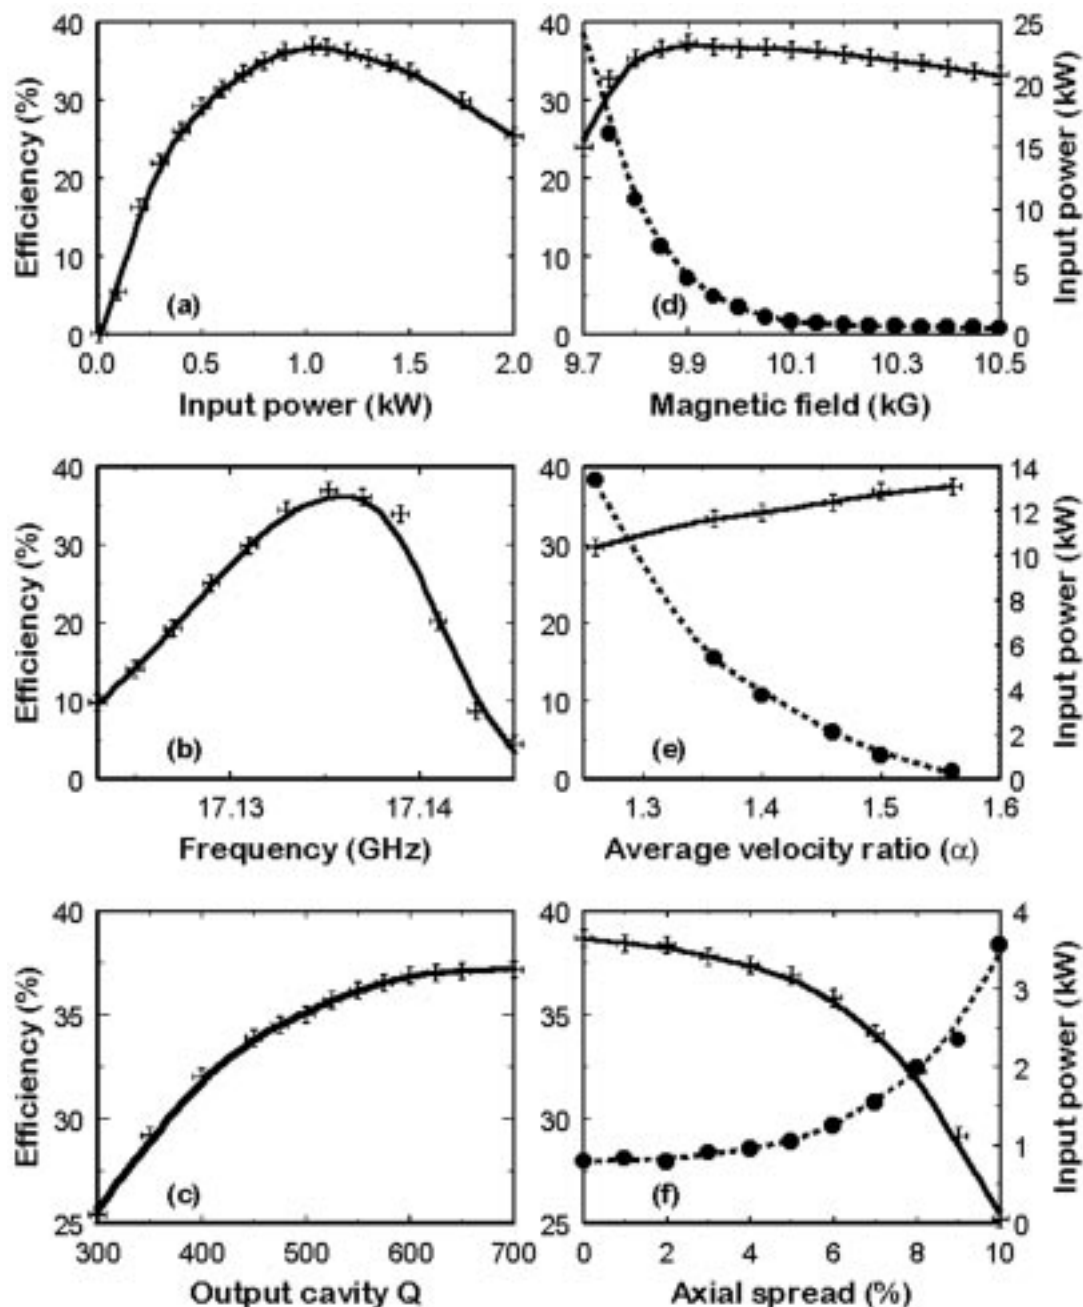 40 30 20 10 0
Efficiency (%)
(a)
0.0 0.5 1.0 1.5 2.0
Input power (kW)
40 30 20 10 0
25 20 15 10 5 0
Input power (kW)
(d)
9.7 9.9 10.1 10.3 10.5
Magnetic field (kG)
40 30 20 10 0
Efficiency (%)
(b)
17.13 17.14
Frequency (GHz)
40 30 20 10 0
14 12 10 8 6 4 2 0
Input power (kW)
(e)
1.3 1.4 1.5 1.6
Average velocity ratio (α)
40 35 30 25
Efficiency (%)
(c)
300 400 500 600 700
Output cavity Q
40 35 30 25
4 3 2 1 0
Input power (kW)
(f)
0 2 4 6 8 10
Axial spread (%)